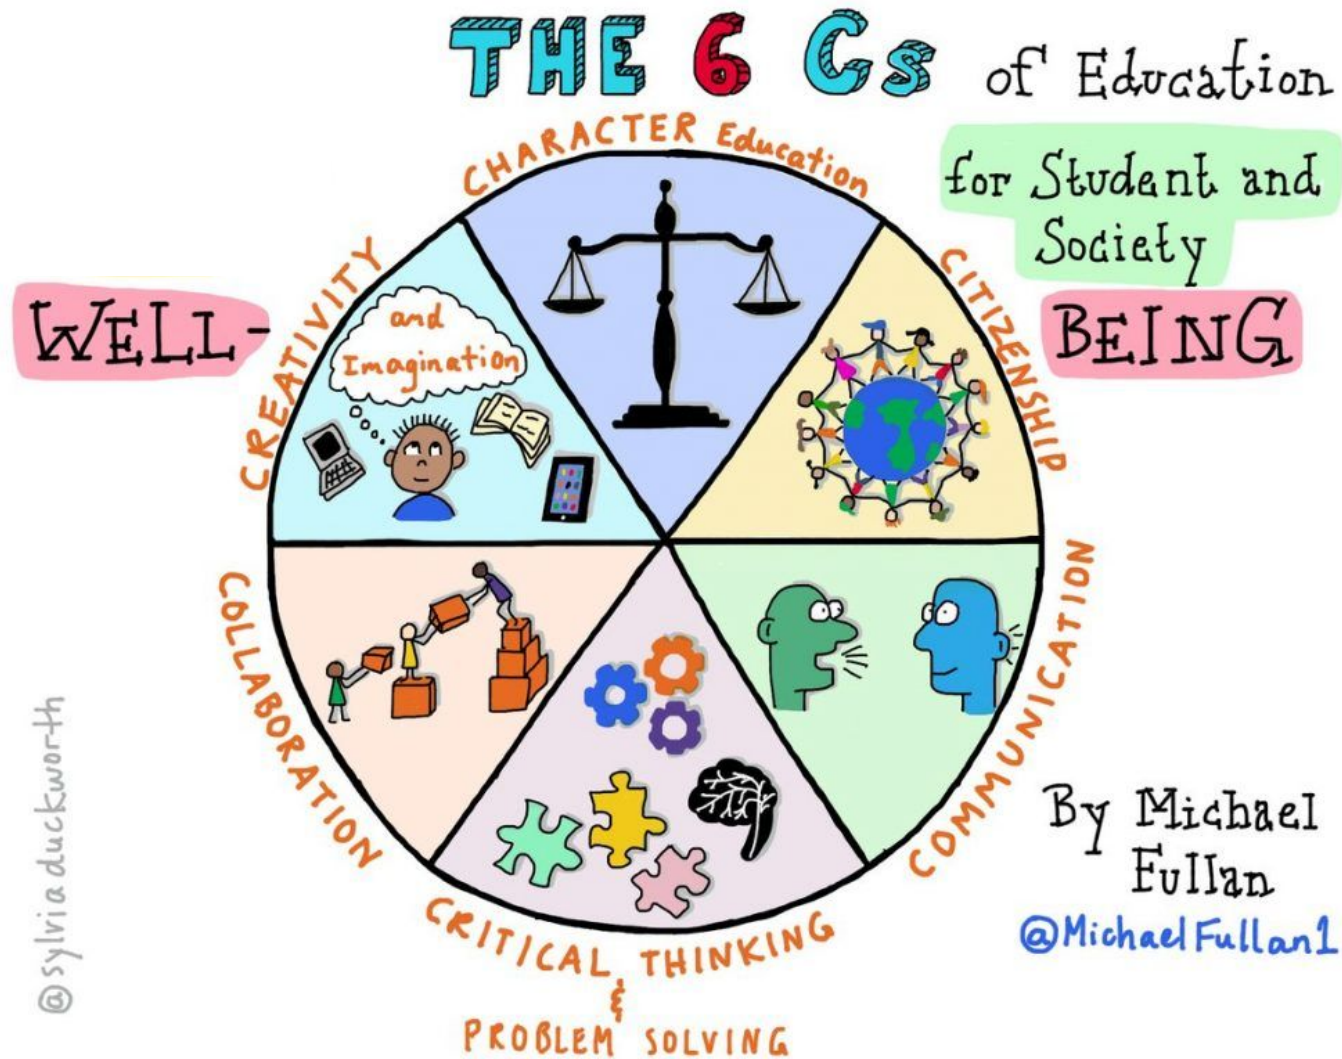 THE 6 Cs of Education
for Student and
Society
WELL-
BEING
CHARACTER Education
CITIZENSHIP
COMMUNICATION
CRITICAL THINKING
&
PROBLEM SOLVING
COLLABORATION
CREATIVITY
and
Imagination
By Michael
Fullan
@MichaelFullan1
@sylviaduckworth